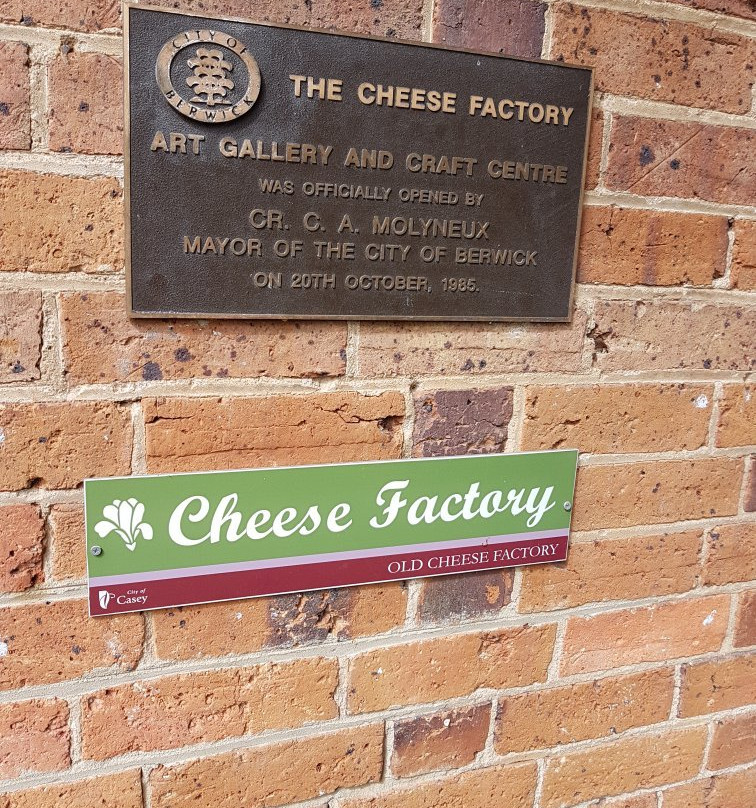 CITY OF
BERWICK
THE CHEESE FACTORY
ART GALLERY AND CRAFT CENTRE
WAS OFFICIALLY OPENED BY
CR. C. A. MOLYNEUX
MAYOR OF THE CITY OF BERWICK
ON 20TH OCTOBER, 1985.
Cheese Factory
OLD CHEESE FACTORY
City of
Casey